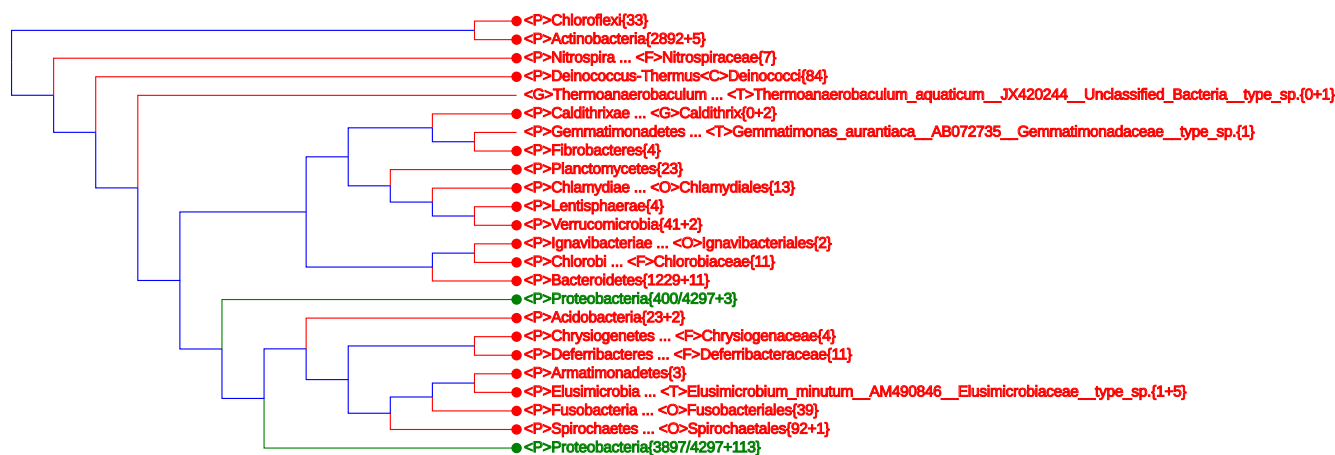 <P>Chloroflexi{33}
<P>Actinobacteria{2892+5}
<P>Nitrospira ... <F>Nitrospiraceae{7}
<P>Deinococcus-Thermus<C>Deinococci{84}
<G>Thermoanaerobaculum ... <T>Thermoanaerobaculum_aquaticum__JX420244__Unclassified_Bacteria__type_sp.{0+1}
<P>Caldithrixae ... <G>Caldithrix{0+2}
<P>Gemmatimonadetes ... <T>Gemmatimonas_aurantiaca__AB072735__Gemmatimonadaceae__type_sp.{1}
<P>Fibrobacteres{4}
<P>Planctomycetes{23}
<P>Chlamydiae ... <O>Chlamydiales{13}
<P>Lentisphaerae{4}
<P>Verrucomicrobia{41+2}
<P>Ignavibacteriae ... <O>Ignavibacteriales{2}
<P>Chlorobi ... <F>Chlorobiaceae{11}
<P>Bacteroidetes{1229+11}
<P>Proteobacteria{400/4297+3}
<P>Acidobacteria{23+2}
<P>Chrysiogenetes ... <F>Chrysiogenaceae{4}
<P>Deferribacteres ... <F>Deferribacteraceae{11}
<P>Armatimonadetes{3}
<P>Elusimicrobia ... <T>Elusimicrobium_minutum__AM490846__Elusimicrobiaceae__type_sp.{1+5}
<P>Fusobacteria ... <O>Fusobacteriales{39}
<P>Spirochaetes ... <O>Spirochaetales{92+1}
<P>Proteobacteria{3897/4297+113}